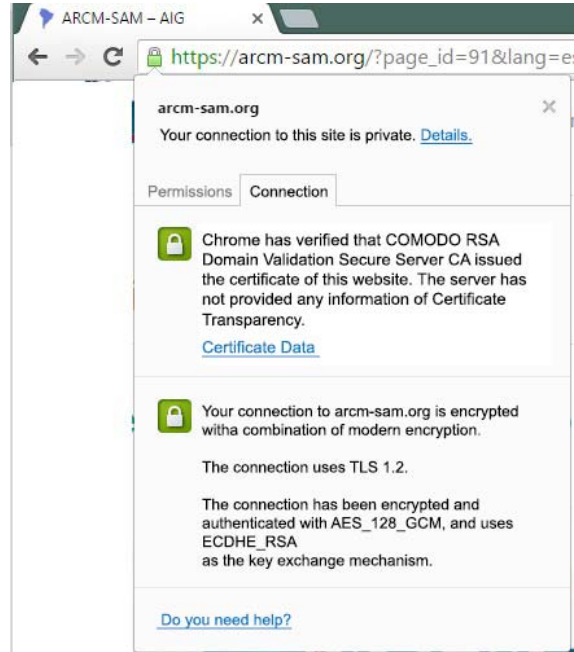 ARCM-SAM – AIG
https://arcm-sam.org/?page_id=91&lang=es
arcm-sam.org
Your connection to this site is private. Details.
Permissions Connection
Chrome has verified that COMODO RSA
Domain Validation Secure Server CA issued
the certificate of this website. The server has
not provided any information of Certificate
Transparency.
Certificate Data
Your connection to arcm-sam.org is encrypted
witha combination of modern encryption.
The connection uses TLS 1.2.
The connection has been encrypted and
authenticated with AES_128_GCM, and uses
ECDHE_RSA
as the key exchange mechanism.
Do you need help?